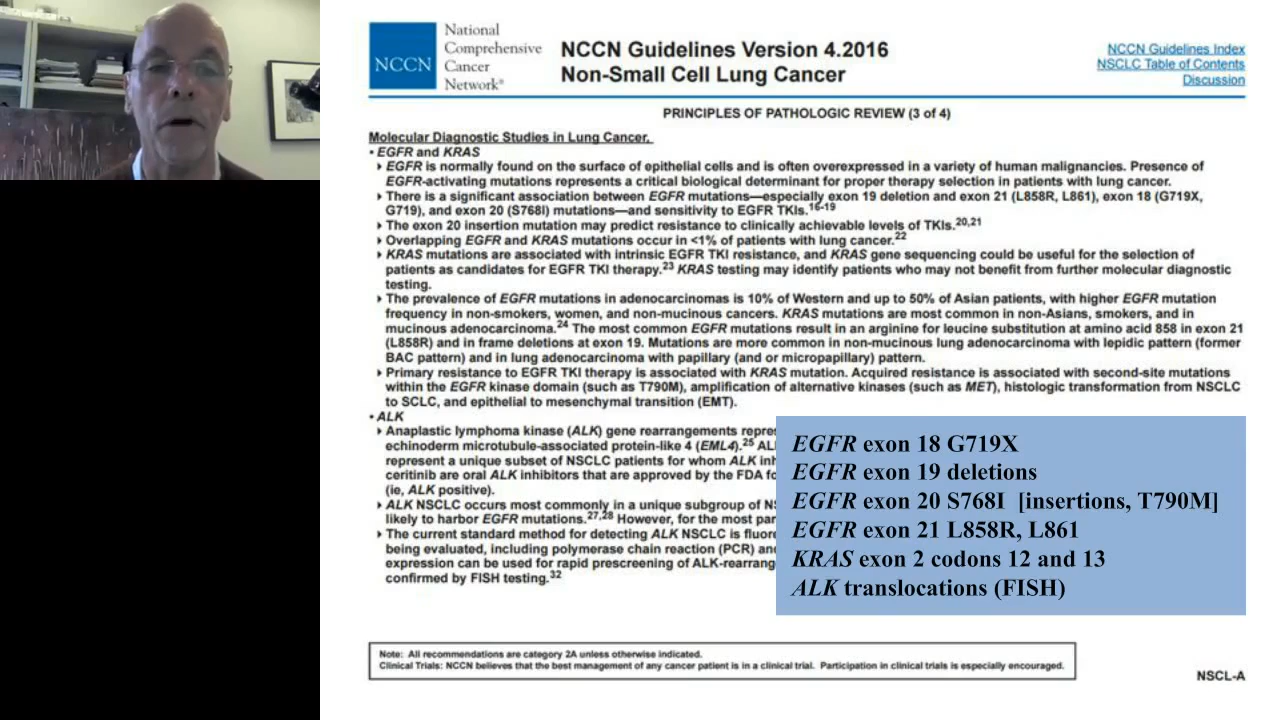 NCCN
National
Comprehensive
Cancer
Network®
NCCN Guidelines Version 4.2016
Non-Small Cell Lung Cancer
NCCN Guidelines Index
NSCLC Table of Contents
Discussion
PRINCIPLES OF PATHOLOGIC REVIEW (3 of 4)
Molecular Diagnostic Studies in Lung Cancer,
• EGFR and KRAS
EGFR is normally found on the surface of epithelial cells and is often overexpressed in a variety of human malignancies. Presence of
EGFR-activating mutations represents a critical biological determinant for proper therapy selection in patients with lung cancer.
There is a significant association between EGFR mutations—especially exon 19 deletion and exon 21 (L858R, L861), exon 18 (G719X,
G719), and exon 20 (S768I) mutations—and sensitivity to EGFR TKIs.16-19
The exon 20 insertion mutation may predict resistance to clinically achievable levels of TKIs.20,21
Overlapping EGFR and KRAS mutations occur in <1% of patients with lung cancer.22
KRAS mutations are associated with intrinsic EGFR TKI resistance, and KRAS gene sequencing could be useful for the selection of
patients as candidates for EGFR TKI therapy.23 KRAS testing may identify patients who may not benefit from further molecular diagnostic
testing.
The prevalence of EGFR mutations in adenocarcinomas is 10% of Western and up to 50% of Asian patients, with higher EGFR mutation
frequency in non-smokers, women, and non-mucinous cancers. KRAS mutations are most common in non-Asians, smokers, and in
mucinous adenocarcinoma.24 The most common EGFR mutations result in an arginine for leucine substitution at amino acid 858 in exon 21
(L858R) and in frame deletions at exon 19. Mutations are more common in non-mucinous lung adenocarcinoma with lepidic pattern (former
BAC pattern) and in lung adenocarcinoma with papillary (and or micropapillary) pattern.
Primary resistance to EGFR TKI therapy is associated with KRAS mutation. Acquired resistance is associated with second-site mutations
within the EGFR kinase domain (such as T790M), amplification of alternative kinases (such as MET), histologic transformation from NSCLC
to SCLC, and epithelial to mesenchymal transition (EMT).
• ALK
Anaplastic lymphoma kinase (ALK) gene rearrangements repres
echinoderm microtubule-associated protein-like 4 (EML4).25 AL
represent a unique subset of NSCLC patients for whom ALK inh
ceritinib are oral ALK inhibitors that are approved by the FDA fo
(ie, ALK positive).
ALK NSCLC occurs most commonly in a unique subgroup of NS
likely to harbor EGFR mutations.27,28 However, for the most par
The current standard method for detecting ALK NSCLC is fluore
being evaluated, including polymerase chain reaction (PCR) and
expression can be used for rapid prescreening of ALK-rearrang
confirmed by FISH testing.32
EGFR exon 18 G719X
EGFR exon 19 deletions
EGFR exon 20 S768I [insertions, T790M]
EGFR exon 21 L858R, L861
KRAS exon 2 codons 12 and 13
ALK translocations (FISH)
Note: All recommendations are category 2A unless otherwise indicated.
Clinical Trials: NCCN believes that the best management of any cancer patient is in a clinical trial. Participation in clinical trials is especially encouraged.
NSCL-A